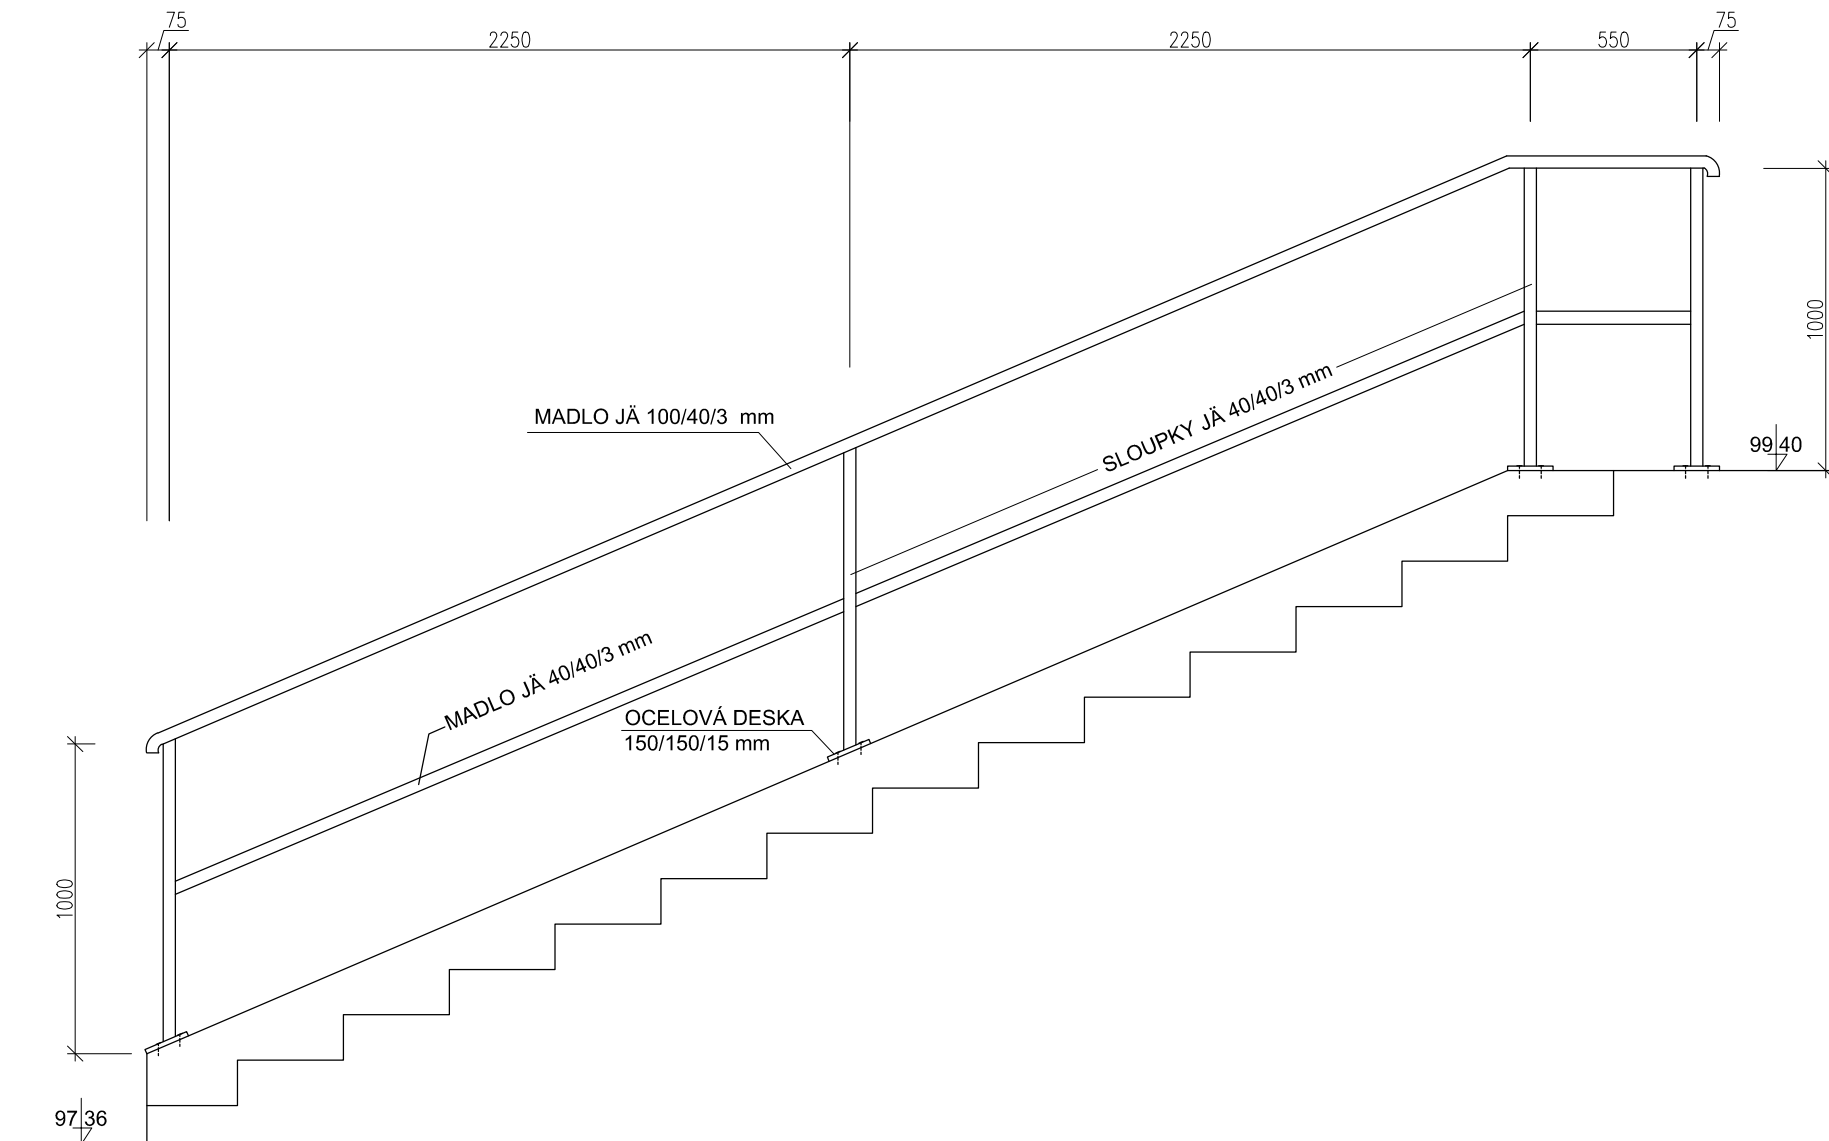 75
2250
2250
550
75
1000
MADLO JÄ 100/40/3 mm
SLOUPKY JÄ 40/40/3 mm
99,40
MADLO JÄ 40/40/3 mm
OCELOVÁ DESKA
150/150/15 mm
1000
97,36